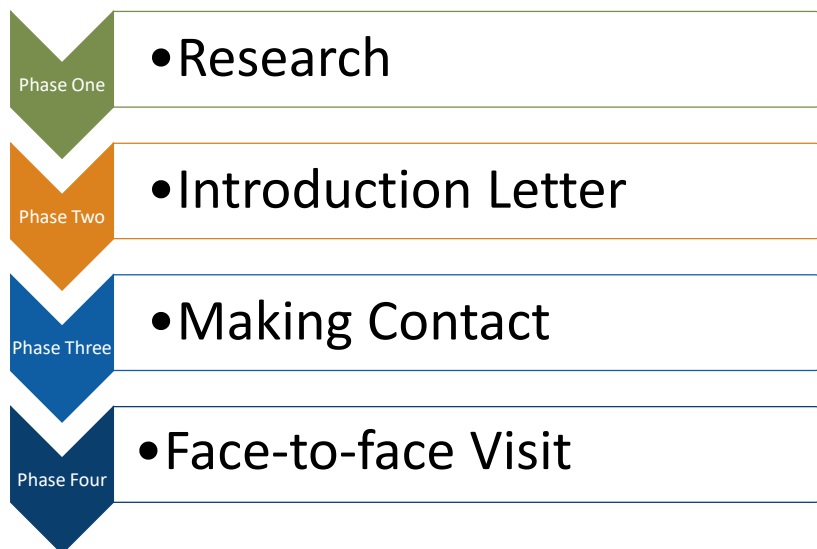 Phase One
•Research
Phase Two
•Introduction Letter
Phase Three
•Making Contact
Phase Four
•Face-to-face Visit